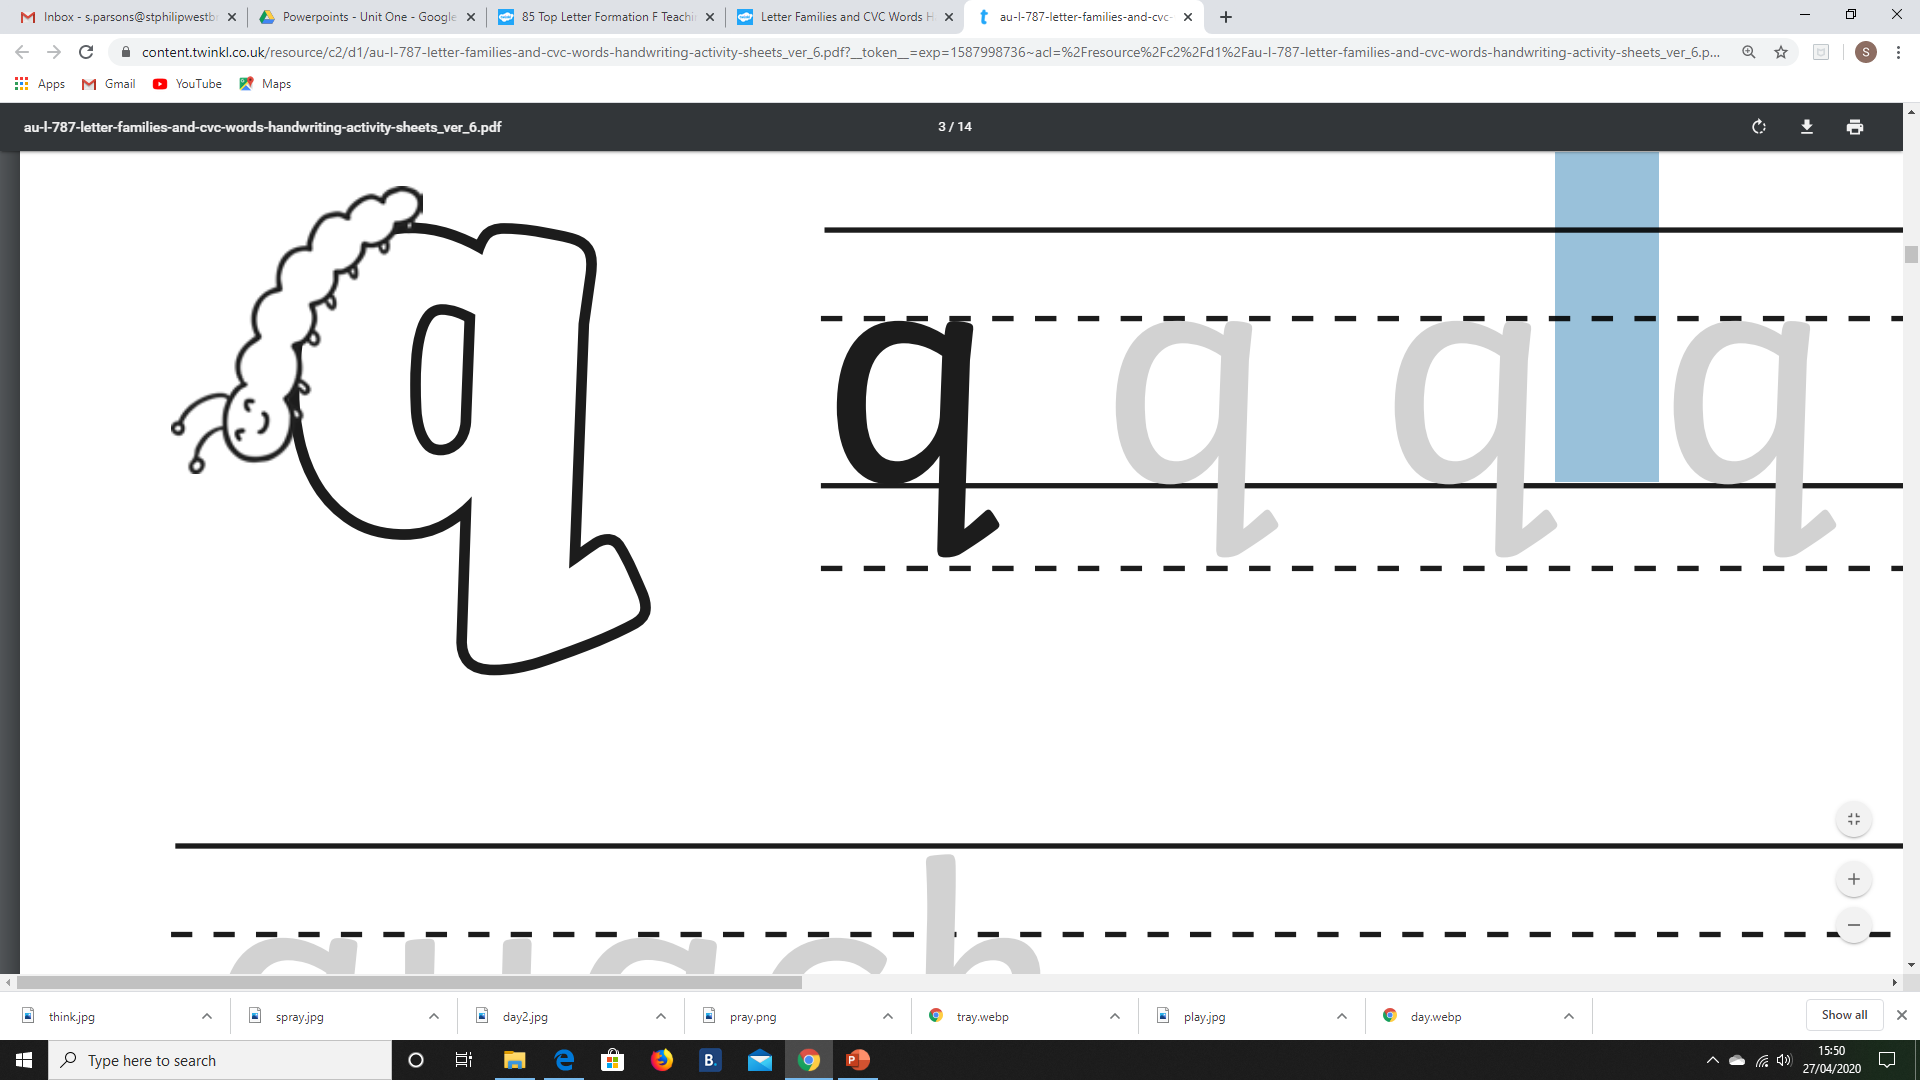 Inbox - s.parsons@stphilipwestbr
Powerpoints - Unit One - Google
85 Top Letter Formation F Teachi
Letter Families and CVC Words H
au-l-787-letter-families-and-cvc-
content.twinkl.co.uk/resource/c2/d1/au-l-787-letter-families-and-cvc-words-handwriting-activity-sheets_ver_6.pdf?__token__=exp=1587998736~acl=%2Fresource%2Fc2%2Fd1%2Fau-l-787-letter-families-and-cvc-words-handwriting-activity-sheets_ver_6.p...
S
Apps Gmail YouTube Maps
au-l-787-letter-families-and-cvc-words-handwriting-activity-sheets_ver_6.pdf
3 / 14
q
q q q q
quach
think.jpg spray.jpg day2.jpg pray.png tray.webp play.jpg day.webp Show all
Type here to search
B.
15:50
27/04/2020